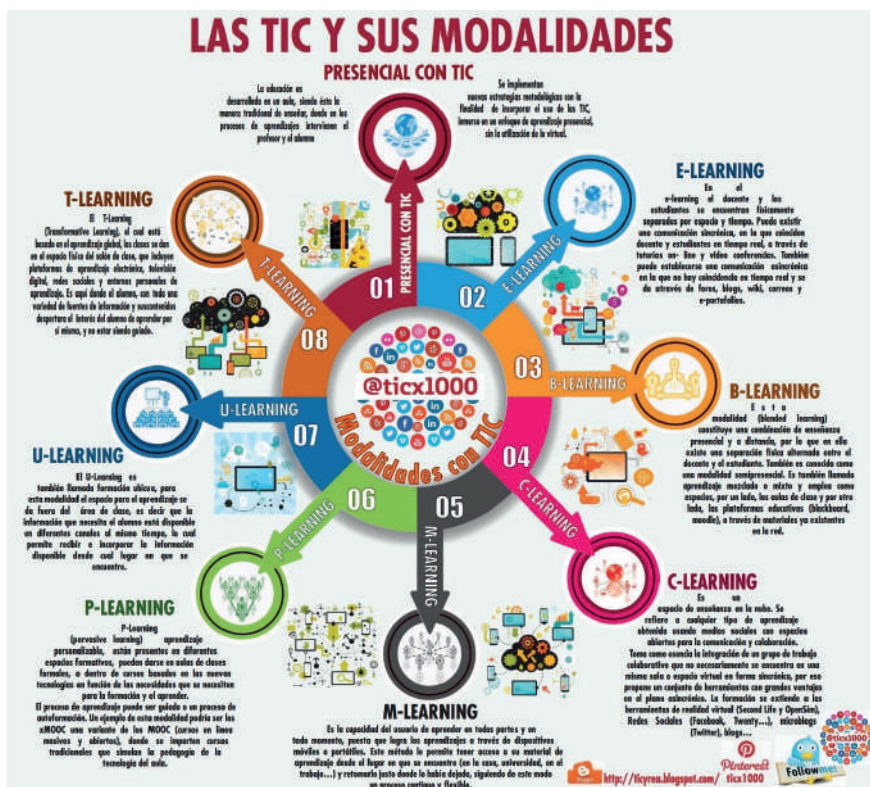 LAS TIC Y SUS MODALIDADES
PRESENCIAL CON TIC
La educación es
desarrollada en un aula, siendo ésta la
manera tradicional de enseñar, donde en los
procesos de aprendizajes intervienen el
profesor y el alumno
Se implementan
nuevas estrategias metodológicas con la
finalidad de incorporar el uso de las TIC,
inmerso en un enfoque de aprendizaje presencial,
sin la utilización de lo virtual.
E-LEARNING
En el
e-learning el docente y los
estudiantes se encuentran físicamente
separados por espacio y tiempo. Puede existir
una comunicación sincrónica, en la que coinciden
docente y estudiantes en tiempo real, a través de
tutorías on- line y video conferencias. También
puede establecerse una comunicación asincrónica
en la que no hay coincidencia en tiempo real y se
da através de foros, blogs, wiki, correos y
e-portafolios.
B-LEARNING
Esta
modalidad (blended learning)
constituye una combinación de enseñanza
presencial y a distancia, por lo que en ella
existe una separación física alternada entre el
docente y el estudiante. También es conocido como
una modalidad semipresencial. Es también llamada
aprendizaje mezclado o mixto y emplea como
espacios, por un lado, las aulas de clase y por otro
lado, las plataformas educativas (blackboard,
moodle), a través de materiales ya existentes
en la red.
C-LEARNING
Es un
espacio de enseñanza en la nube. Se
refiere a cualquier tipo de aprendizaje
obtenido usando medios sociales con espacios
abiertos para la comunicación y colaboración.
Toma como esencia la integración de un grupo de trabajo
colaborativo que no necesariamente se encuentra en una
misma sala o espacio virtual en forma sincrónica, por eso
propone un conjunto de herramientas con grandes ventajas
en el plano asincrónico. La formación se extiende a las
herramientas de realidad virtual (Second Life y OpenSim),
Redes Sociales (Facebook, Twenty...), microblogs
(Twitter), blogs...
M-LEARNING
Es la capacidad del usuario de aprender en todas partes y en
todo momento, puesto que logra los aprendizajes a través de dispositivos
móviles o portátiles. Este método le permite tener acceso a su material de
aprendizaje desde el lugar en que se encuentra (en la casa, universidad, en el
trabajo...) y retomarlo justo donde lo había dejado, siguiendo de este modo
un proceso continuo y flexible.
P-LEARNING
P-Learning
(pervasive learning) aprendizaje
personalizable, están presentes en diferentes
espacios formativos, pueden darse en aulas de clases
formales, o dentro de cursos basados en las nuevas
tecnologías en función de las necesidades que se necesitan
para la formación y el aprender.
El proceso de aprendizaje puede ser guiado o un proceso de
autoformación. Un ejemplo de esta modalidad podría ser los
xMOOC una variante de los MOOC (cursos en línea
masivos y abiertos), donde se imparten cursos
tradicionales que simulan la pedagogía de la
tecnología del aula.
U-LEARNING
El U-Learning es
también llamada formación ubicua, para
esta modalidad el espacio para el aprendizaje se
da fuera del área de clase, es decir que la
información que necesita el alumno está disponible
en diferentes canales al mismo tiempo, lo cual
permite recibir o incorporar la información
disponible desde cual lugar en que se
encuentre.
T-LEARNING
El T-Learning
(Transformative Learning), el cual está
basado en el aprendizaje global, las clases se dan
en el espacio físico del salón de clase, que incluyen
plataformas de aprendizaje electrónica, televisión
digital, redes sociales y entornos personales de
aprendizaje. Es aquí donde el alumno, con toda una
variedad de fuentes de información y suscontenidos
despertara el interés del alumno de aprender por
si mismo, y no estar siendo guiado.
01
PRESENCIAL CON TIC
02
E-LEARNING
03
B-LEARNING
04
C-LEARNING
05
M-LEARNING
06
P-LEARNING
07
U-LEARNING
08
T-LEARNING
@ticx1000
Modalidades con TIC
http://ticyrea.blogspot.com/
Pinterest
ticx1000
Follow me!
@ticx1000